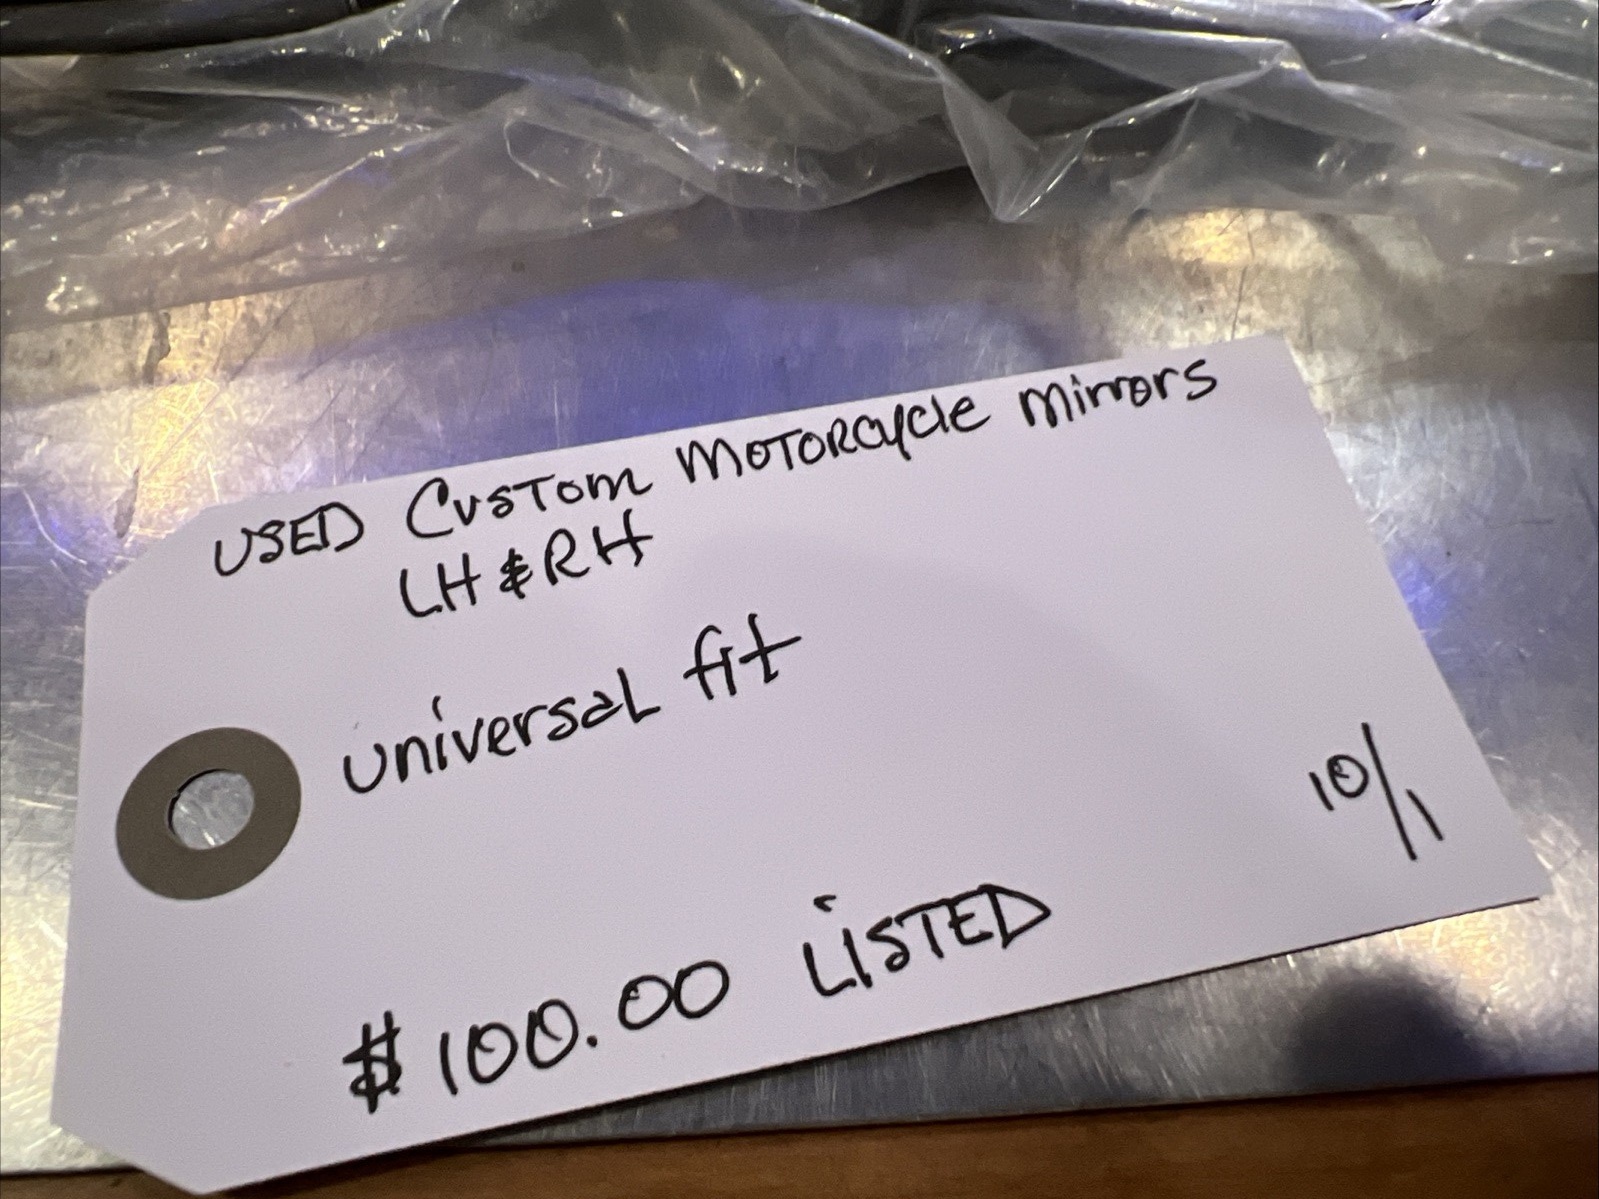 USED Custom Motorcycle mirrors
LH & RH
universal fit
10/1
$100.00 LiSTED